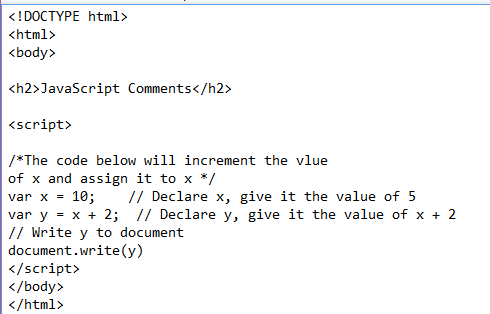 <!DOCTYPE html>
<html>
<body>
<h2>JavaScript Comments</h2>
<script>
/*The code below will increment the vlue
of x and assign it to x */
var x = 10;    // Declare x, give it the value of 5
var y = x + 2;  // Declare y, give it the value of x + 2
// Write y to document
document.write(y)
</script>
</body>
</html>